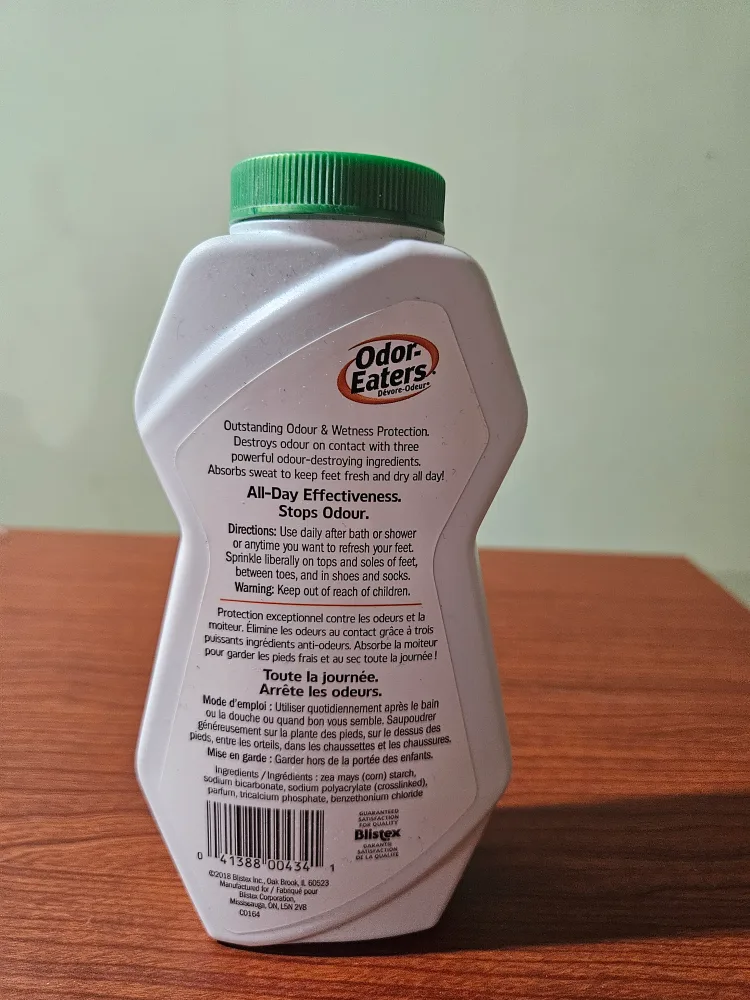 Odor-
Eaters®
Dévore-Odeur®
Outstanding Odour & Wetness Protection.
Destroys odour on contact with three
powerful odour-destroying ingredients.
Absorbs sweat to keep feet fresh and dry all day!
All-Day Effectiveness.
Stops Odour.
Directions: Use daily after bath or shower
or anytime you want to refresh your feet.
Sprinkle liberally on tops and soles of feet,
between toes, and in shoes and socks.
Warning: Keep out of reach of children.
Protection exceptionnel contre les odeurs et la
moiteur. Élimine les odeurs au contact grâce à trois
puissants ingrédients anti-odeurs. Absorbe la moiteur
pour garder les pieds frais et au sec toute la journée !
Toute la journée.
Arrête les odeurs.
Mode d'emploi : Utiliser quotidiennement après le bain
ou la douche ou quand bon vous semble. Saupoudrer
généreusement sur la plante des pieds, sur le dessus des
pieds, entre les orteils, dans les chaussettes et les chaussures.
Mise en garde : Garder hors de la portée des enfants.
Ingredients / Ingrédients : zea mays (corn) starch,
sodium bicarbonate, sodium polyacrylate (crosslinked),
parfum, tricalcium phosphate, benzethonium chloride
0 41388 00434 1
GUARANTEED
SATISFACTION
FOR QUALITY
Blistex
GARANTIE
SATISFACTION
DE LA QUALITÉ
©2018 Blistex Inc., Oak Brook, IL 60523
Manufactured for / Fabriqué pour
Blistex Corporation,
Mississauga, ON, L5N 2V8
C0164